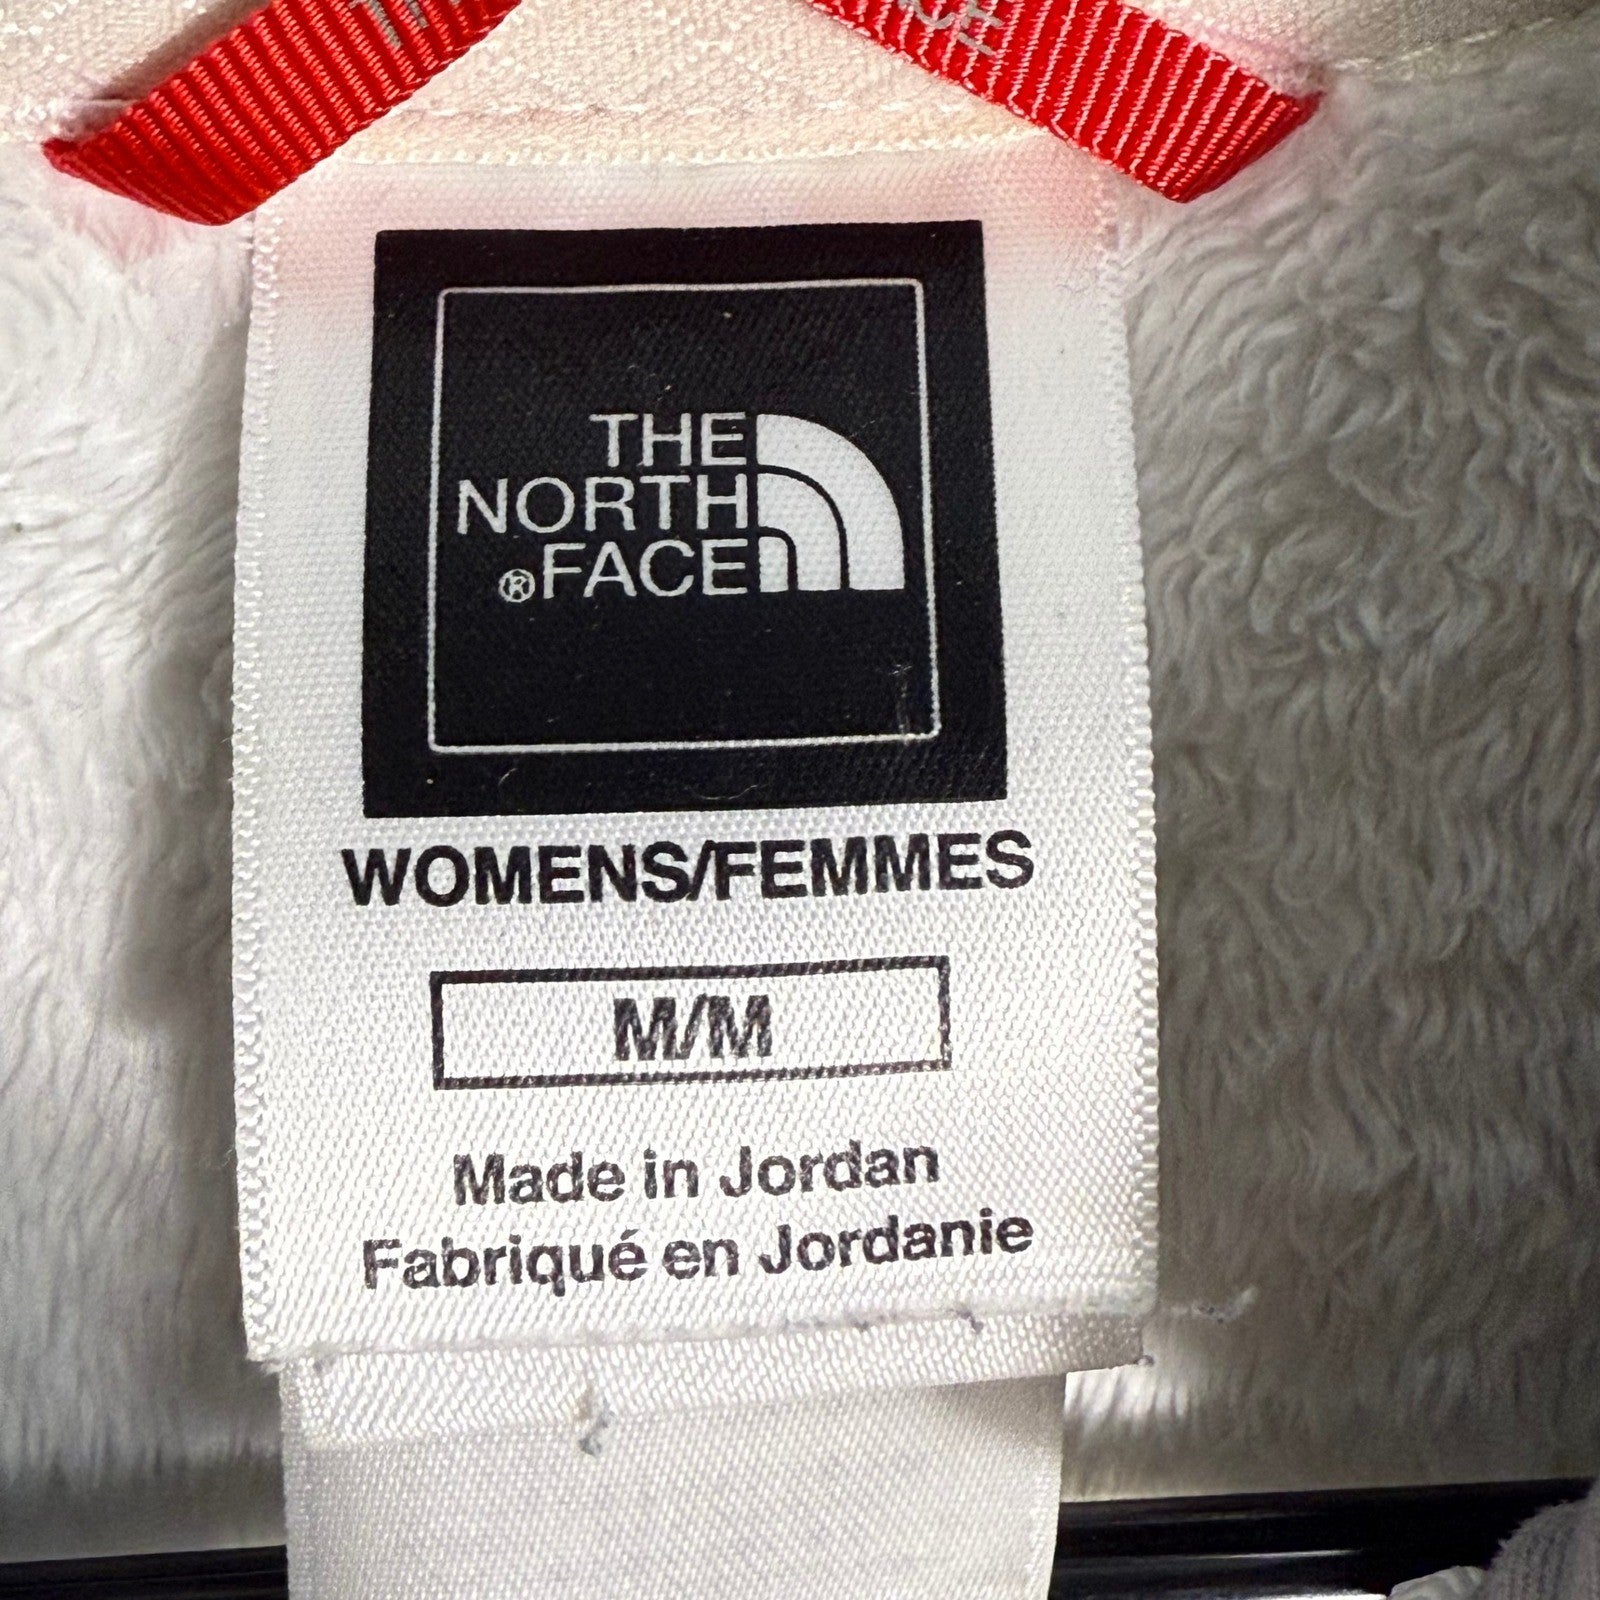 THE
NORTH
®FACE
WOMENS/FEMMES
M/M
Made in Jordan
Fabriqué en Jordanie